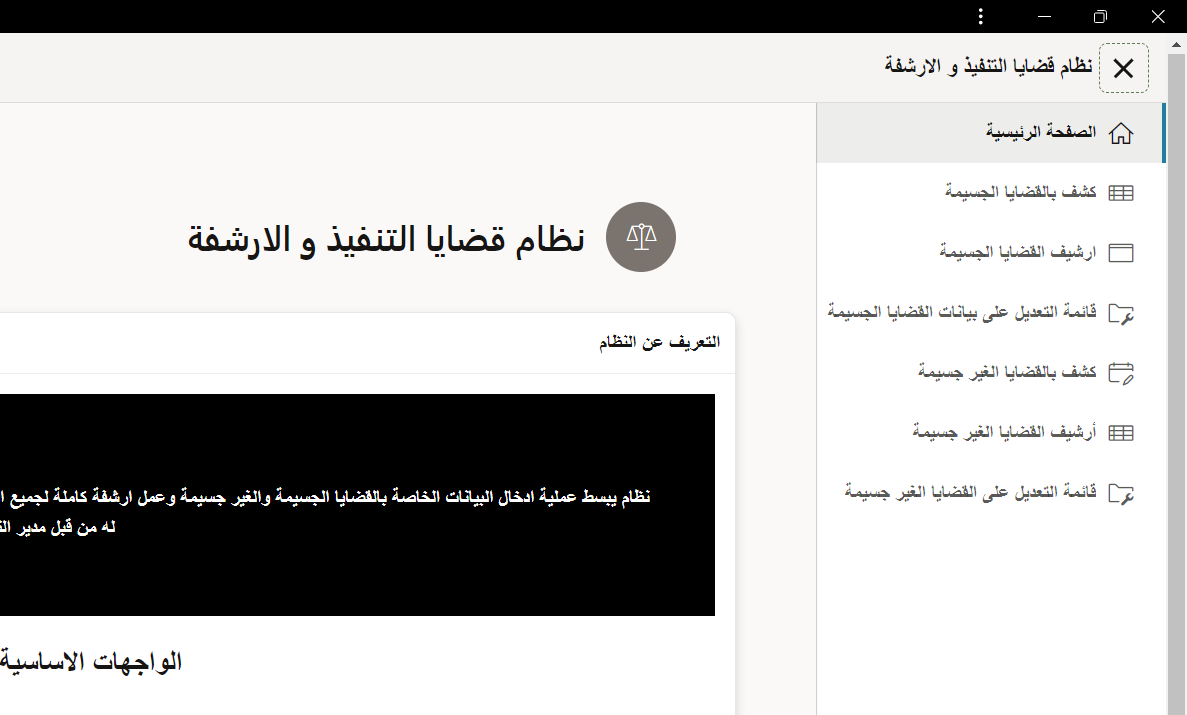 نظام قضايا التنفيذ و الارشفة
الصفحة الرئيسية
كشف بالقضايا الجسيمة
ارشيف القضايا الجسيمة
قائمة التعديل على بيانات القضايا الجسيمة
كشف بالقضايا الغير جسيمة
أرشيف القضايا الغير جسيمة
قائمة التعديل على القضايا الغير جسيمة
نظام قضايا التنفيذ و الارشفة
التعريف عن النظام
نظام يبسط عملية ادخال البيانات الخاصة بالقضايا الجسيمة والغير جسيمة وعمل ارشفة كاملة لجميع
له من قبل مدير
الواجهات الاساسية